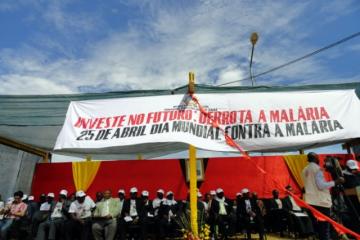 INVESTE NO FUTURO: DERROTA A MALÁRIA
25 DE ABRIL DIA MUNDIAL CONTRA A MALÁRIA